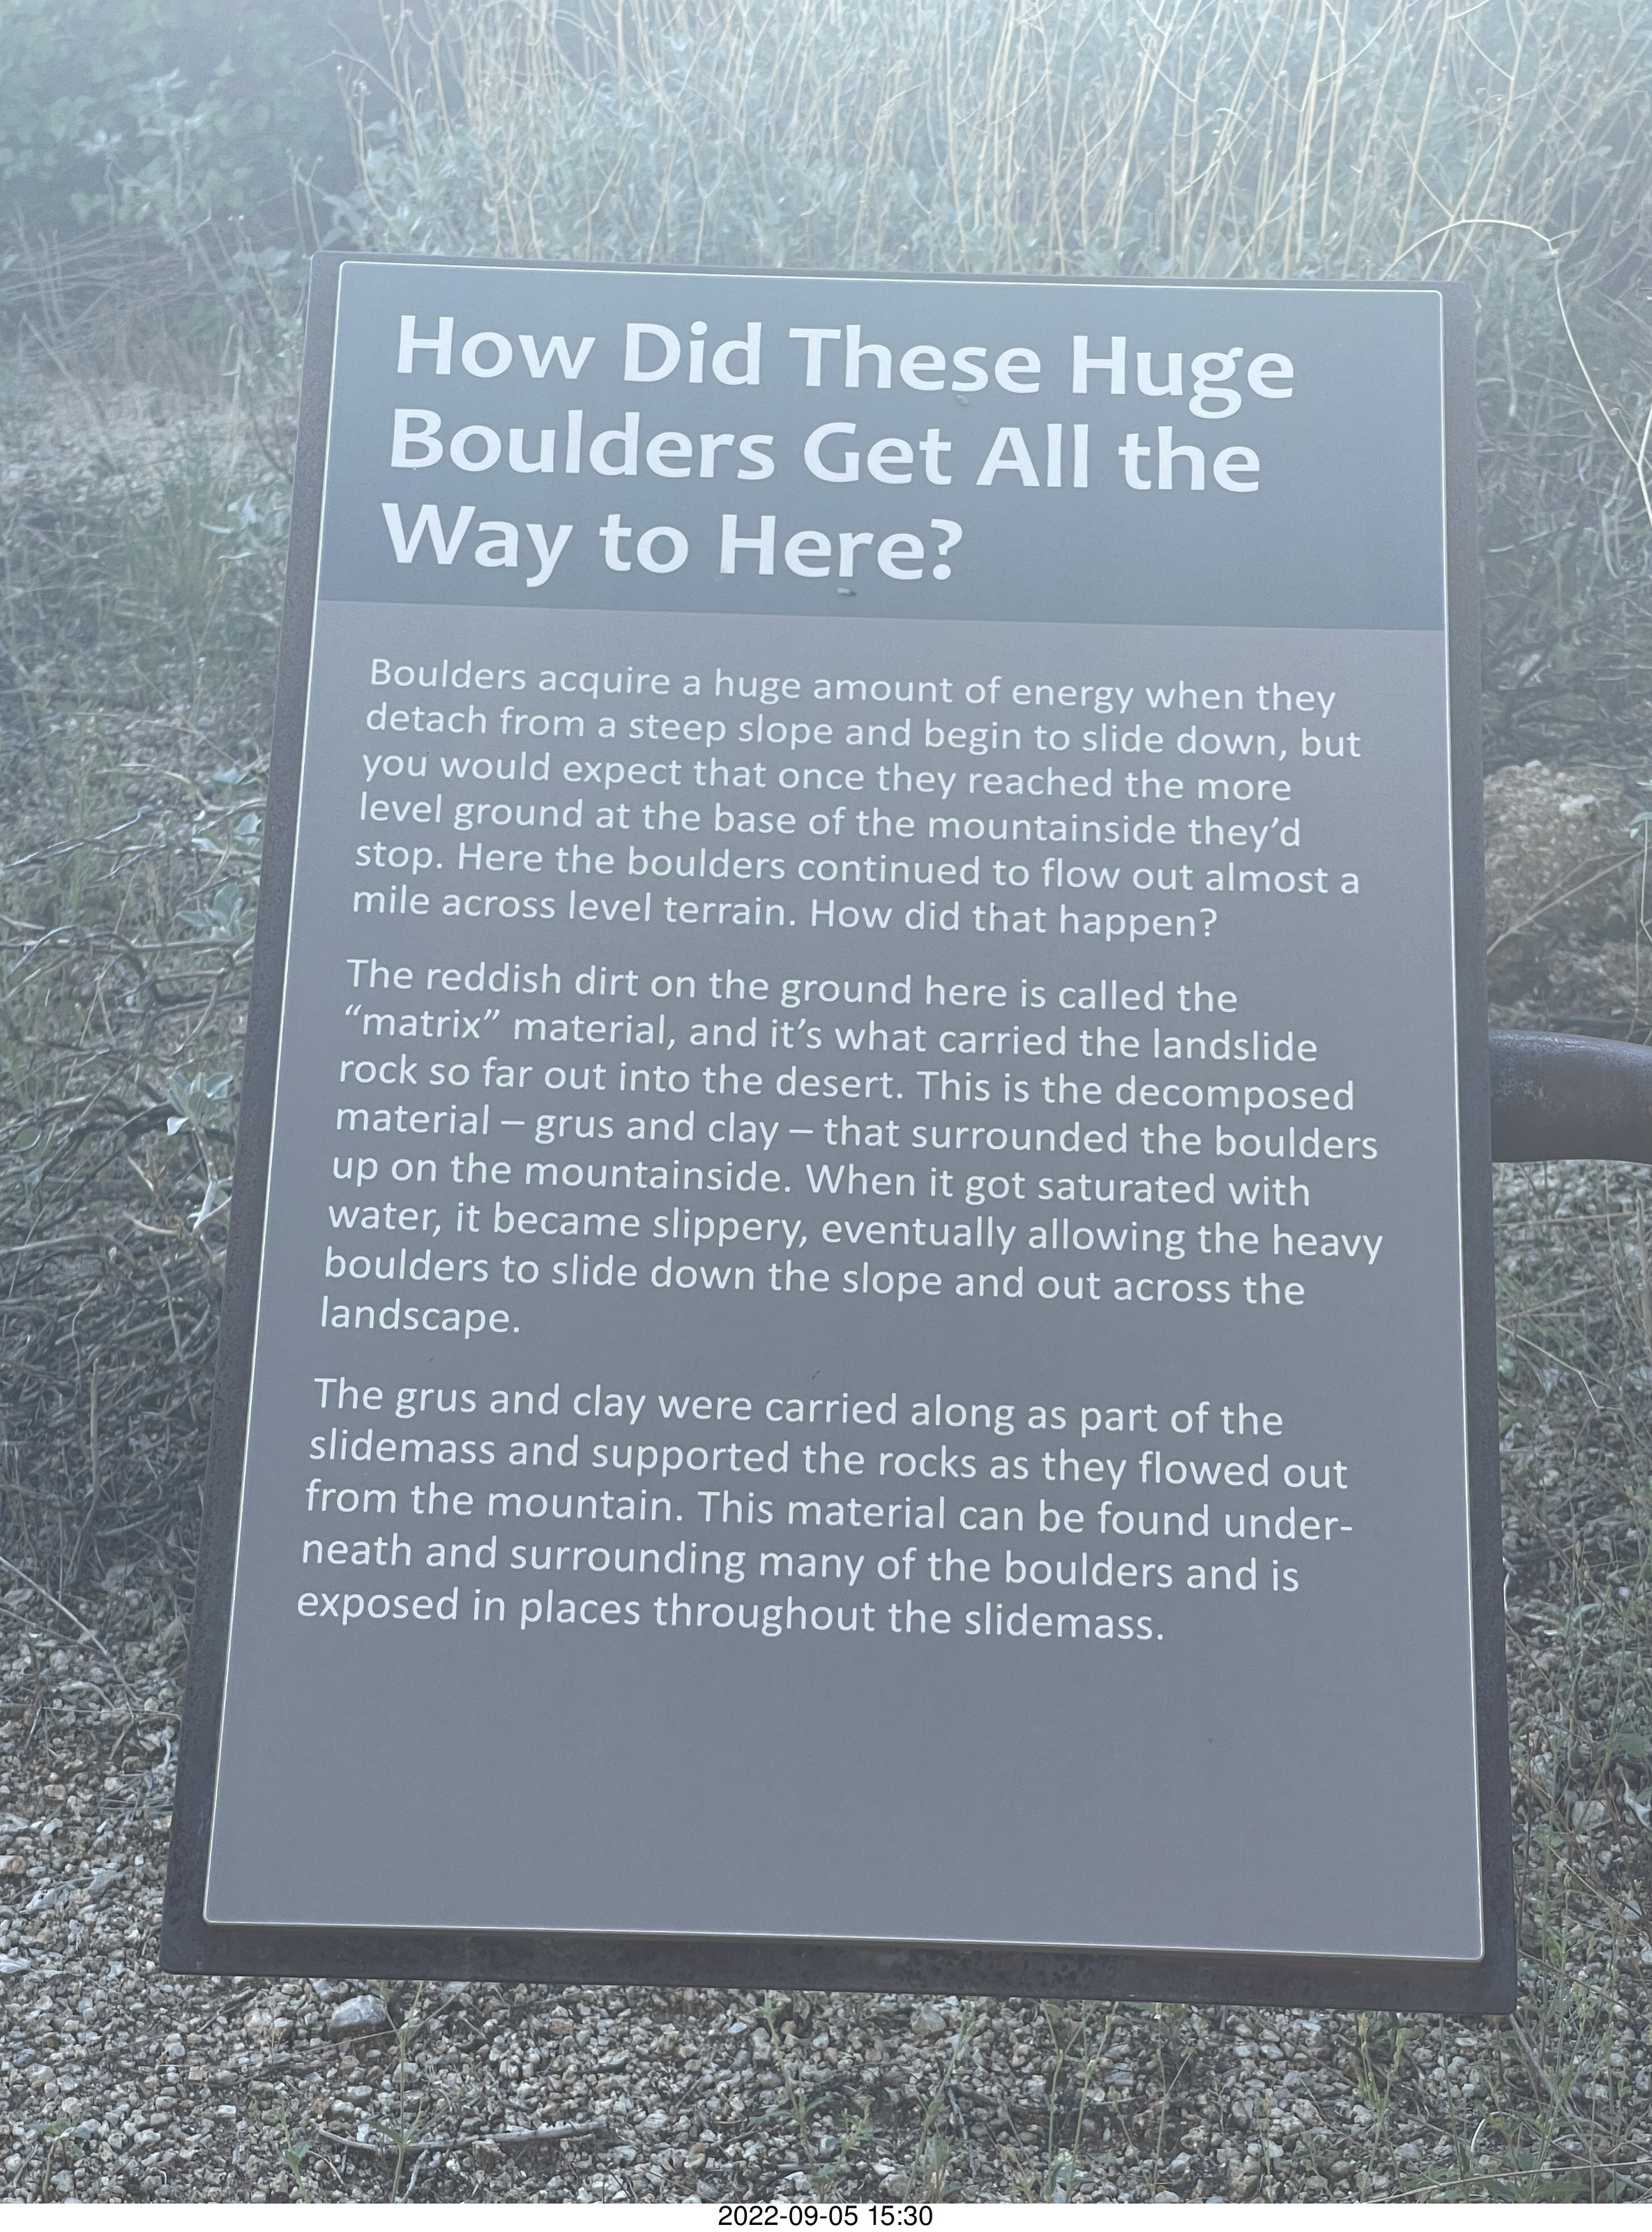 How Did These Huge
Boulders Get All the
Way to Here?
Boulders acquire a huge amount of energy when they
detach from a steep slope and begin to slide down, but
you would expect that once they reached the more
level ground at the base of the mountainside they’d
stop. Here the boulders continued to flow out almost a
mile across level terrain. How did that happen?
The reddish dirt on the ground here is called the
“matrix” material, and it’s what carried the landslide
rock so far out into the desert. This is the decomposed
material – grus and clay – that surrounded the boulders
up on the mountainside. When it got saturated with
water, it became slippery, eventually allowing the heavy
boulders to slide down the slope and out across the
landscape.
The grus and clay were carried along as part of the
slidemass and supported the rocks as they flowed out
from the mountain. This material can be found under-
neath and surrounding many of the boulders and is
exposed in places throughout the slidemass.
2022-09-05 15:30